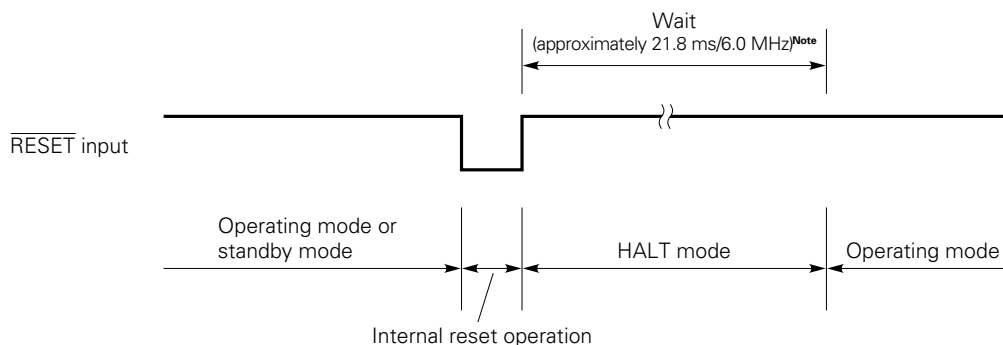 Wait
(approximately 21.8 ms/6.0 MHz)Note
RESET input
Operating mode or
standby mode
HALT mode
Operating mode
Internal reset operation